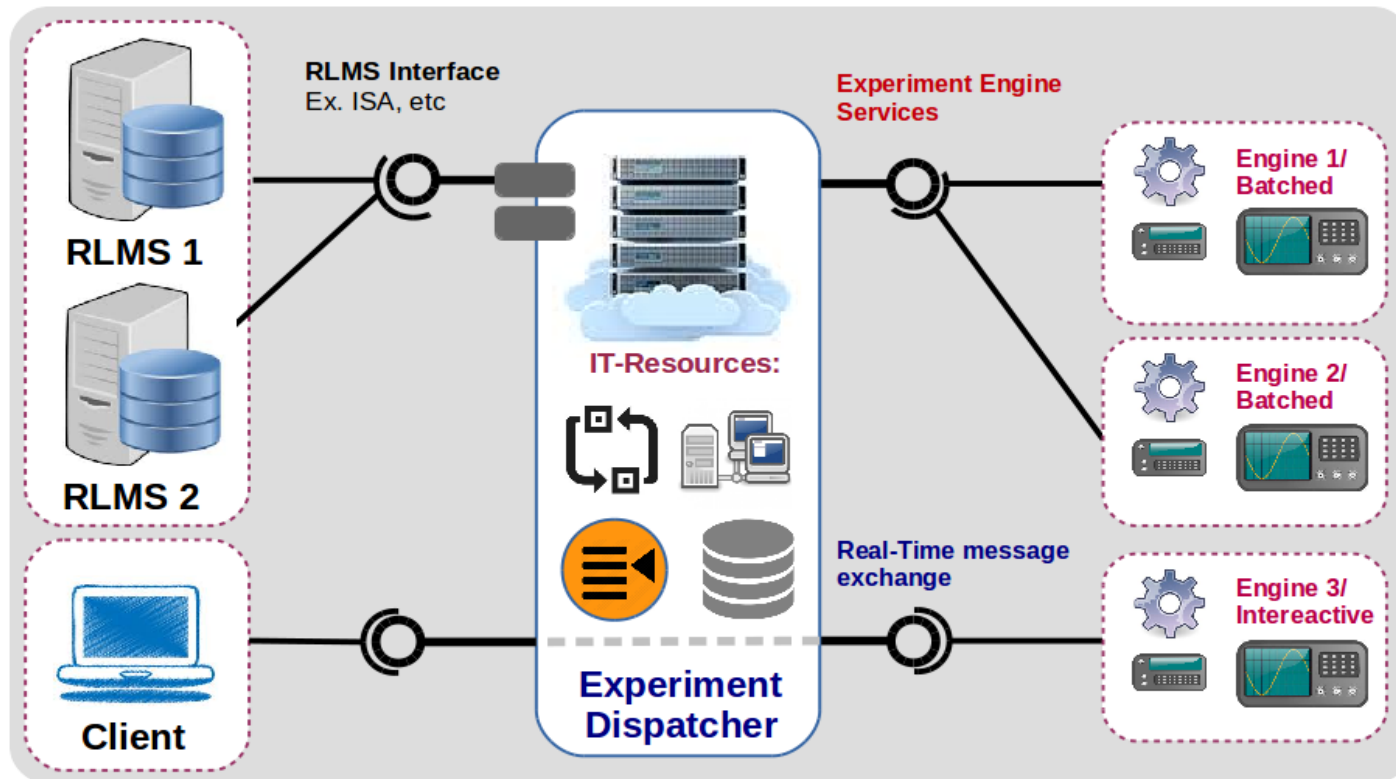 RLMS 1
RLMS 2
Client
RLMS Interface
Ex. ISA, etc
IT-Resources:
Experiment
Dispatcher
Experiment Engine
Services
Real-Time message
exchange
Engine 1/
Batched
Engine 2/
Batched
Engine 3/
Intereactive